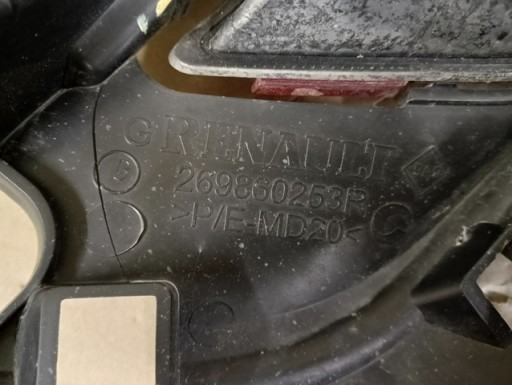 G RENAULT
269860253R
>P/E-MD20<